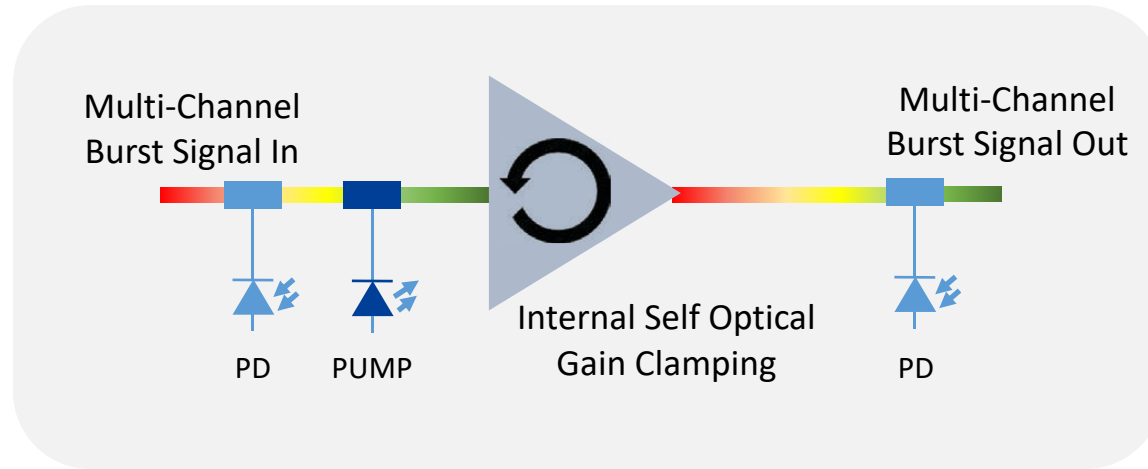 Multi-Channel
Burst Signal In
Multi-Channel
Burst Signal Out
Internal Self Optical
Gain Clamping
PD
PUMP
PD